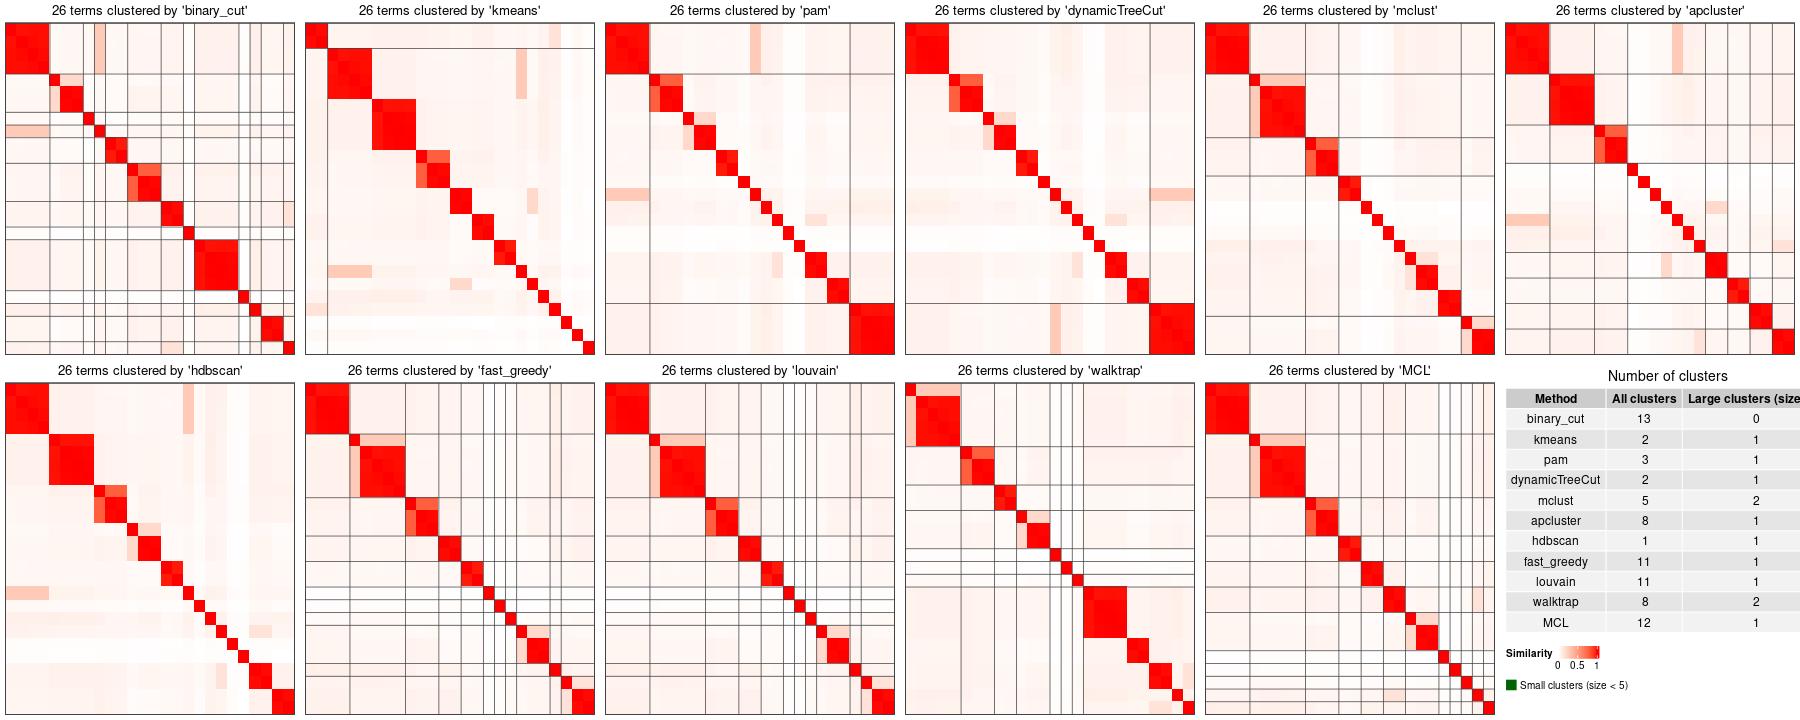 26 terms clustered by 'binary_cut'
26 terms clustered by 'kmeans'
26 terms clustered by 'pam'
26 terms clustered by 'dynamicTreeCut'
26 terms clustered by 'mclust'
26 terms clustered by 'apcluster'
26 terms clustered by 'hdbscan'
26 terms clustered by 'fast_greedy'
26 terms clustered by 'louvain'
26 terms clustered by 'walktrap'
26 terms clustered by 'MCL'
Number of clusters
Method All clusters Large clusters (size
binary_cut 13 0
kmeans 2 1
pam 3 1
dynamicTreeCut 2 1
mclust 5 2
apcluster 8 1
hdbscan 1 1
fast_greedy 11 1
louvain 11 1
walktrap 8 2
MCL 12 1
Similarity
0 0.5 1
Small clusters (size < 5)